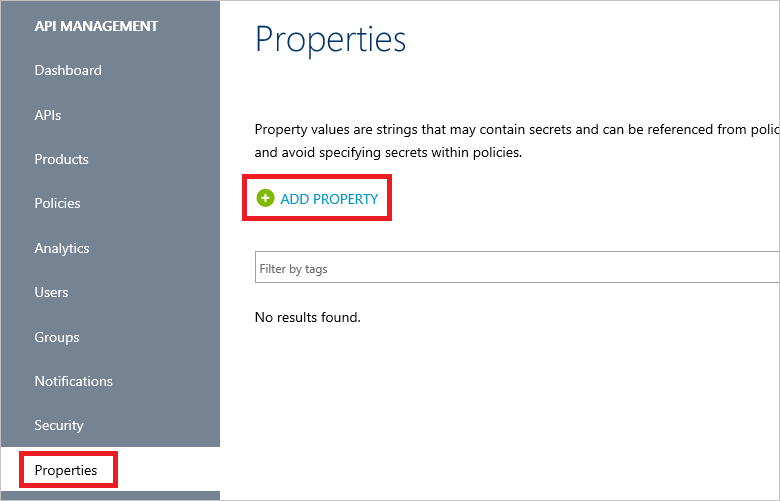 API MANAGEMENT
Dashboard
APIs
Products
Policies
Analytics
Users
Groups
Notifications
Security
Properties
Properties
Property values are strings that may contain secrets and can be referenced from polic
and avoid specifying secrets within policies.
ADD PROPERTY
Filter by tags
No results found.